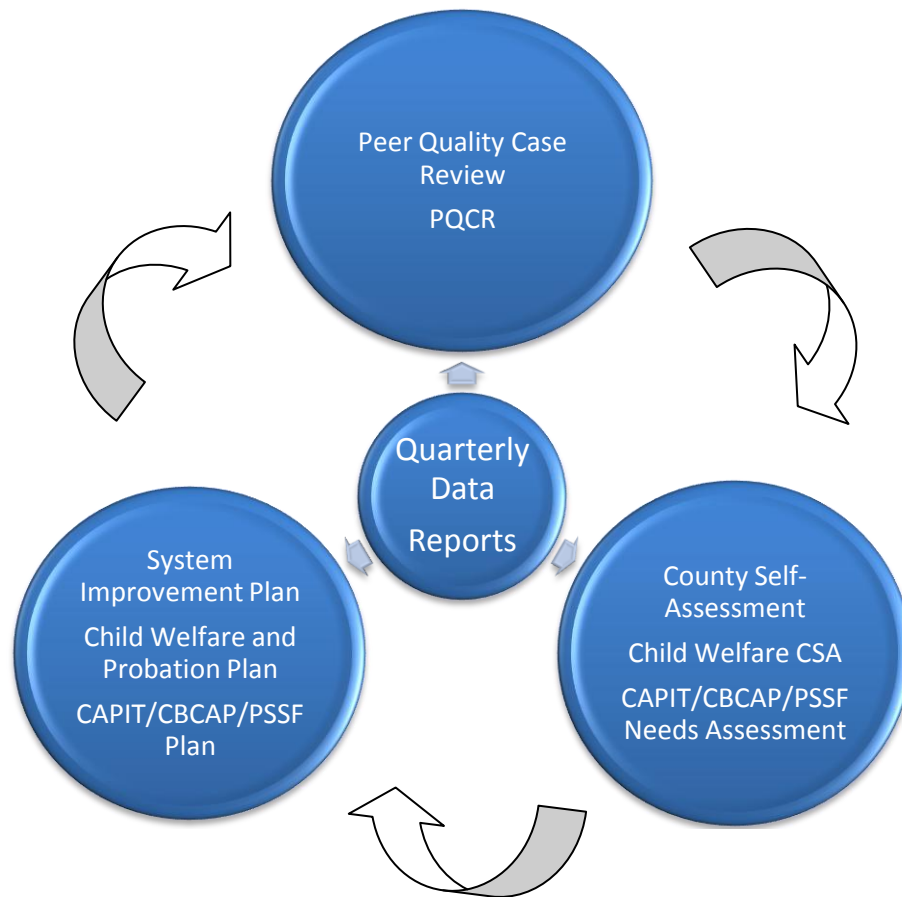 Peer Quality Case
Review
PQCR
Quarterly
Data
Reports
System
Improvement Plan
Child Welfare and
Probation Plan
CAPIT/CBCAP/PSSF
Plan
County Self-
Assessment
Child Welfare CSA
CAPIT/CBCAP/PSSF
Needs Assessment